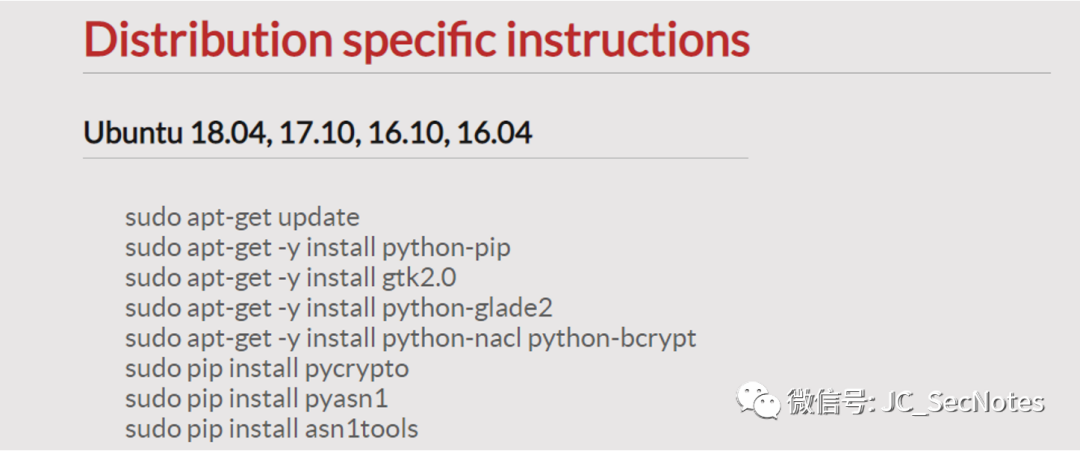 Distribution specific instructions
Ubuntu 18.04, 17.10, 16.10, 16.04
sudo apt-get update
sudo apt-get -y install python-pip
sudo apt-get -y install gtk2.0
sudo apt-get -y install python-glade2
sudo apt-get -y install python-nacl python-bcrypt
sudo pip install pycrypto
sudo pip install pyasn1
sudo pip install asn1tools
微信号: JC_SecNotes